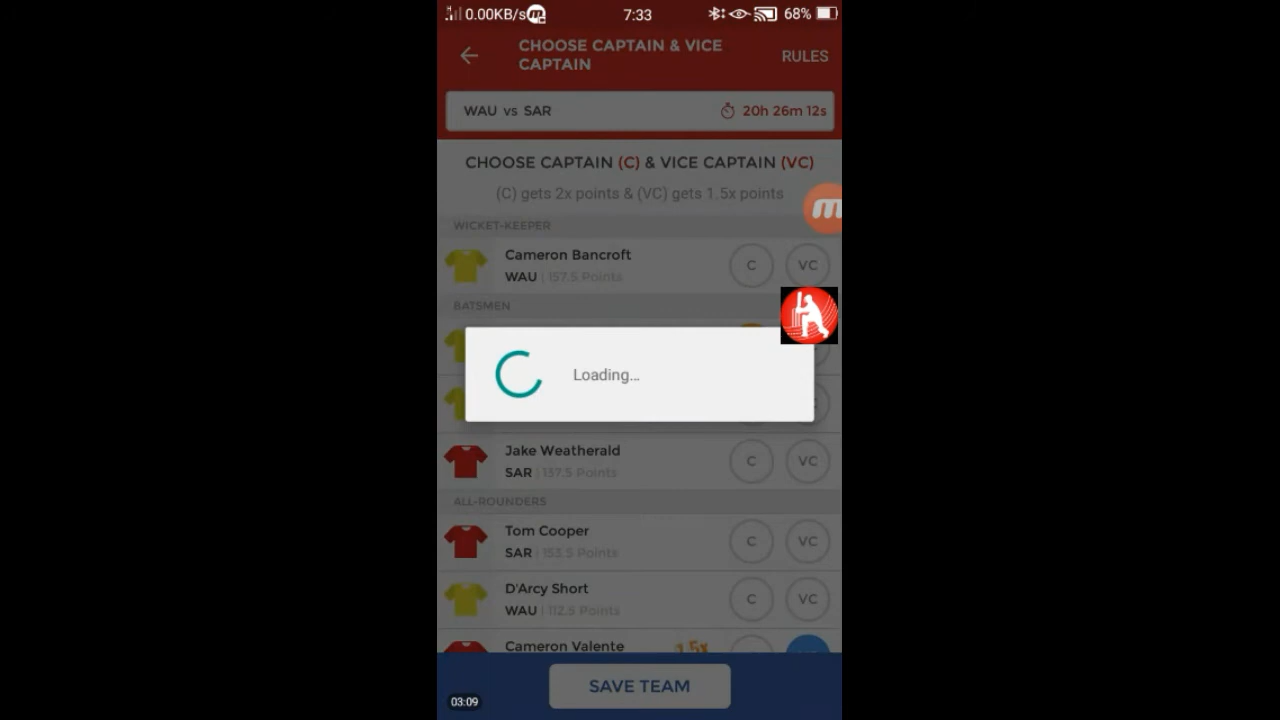 0.00KB/s
7:33
68%
CHOOSE CAPTAIN & VICE
CAPTAIN
RULES
WAU vs SAR
20h 26m 12s
CHOOSE CAPTAIN (C) & VICE CAPTAIN (VC)
(C) gets 2x points & (VC) gets 1.5x points
WICKET-KEEPER
Cameron Bancroft
WAU | 157.5 Points
C
VC
BATSMEN
Loading...
Jake Weatherald
SAR | 137.5 Points
C
VC
ALL-ROUNDERS
Tom Cooper
SAR | 153.5 Points
C
VC
D'Arcy Short
WAU | 112.5 Points
C
VC
Cameron Valente
1.5x
SAVE TEAM
03:09